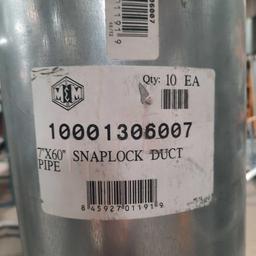 M&M
Qty: 10 EA
10001306007
7"X60" SNAPLOCK DUCT
PIPE
8 45927 01191 9